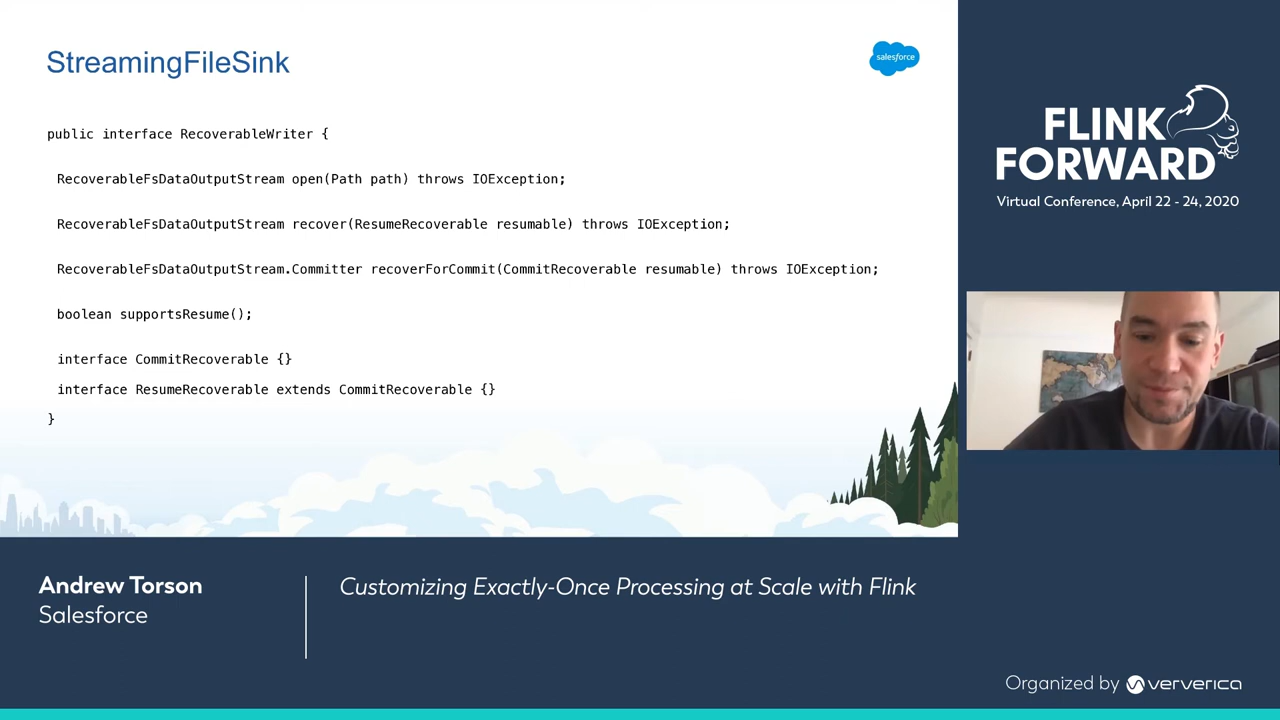 StreamingFileSink
salesforce
public interface RecoverableWriter {
RecoverableFsDataOutputStream open(Path path) throws IOException;
RecoverableFsDataOutputStream recover(ResumeRecoverable resumable) throws IOException;
RecoverableFsDataOutputStream.Committer recoverForCommit(CommitRecoverable resumable) throws IOException;
boolean supportsResume();
interface CommitRecoverable {}
interface ResumeRecoverable extends CommitRecoverable {}
}
FLINK
FORWARD
Virtual Conference, April 22 - 24, 2020
Andrew Torson
Salesforce
Customizing Exactly-Once Processing at Scale with Flink
Organized by ververica